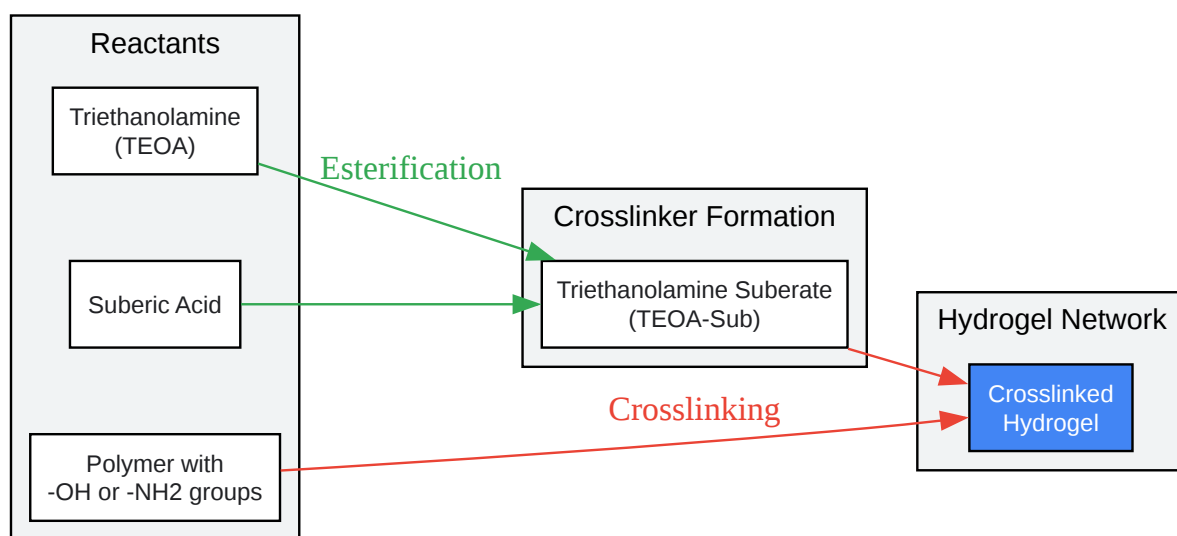 Reactants
Triethanolamine
(TEOA)
Esterification
Suberic Acid
Crosslinker Formation
Triethanolamine Suberate
(TEOA-Sub)
Polymer with
-OH or -NH2 groups
Crosslinking
Hydrogel Network
Crosslinked
Hydrogel